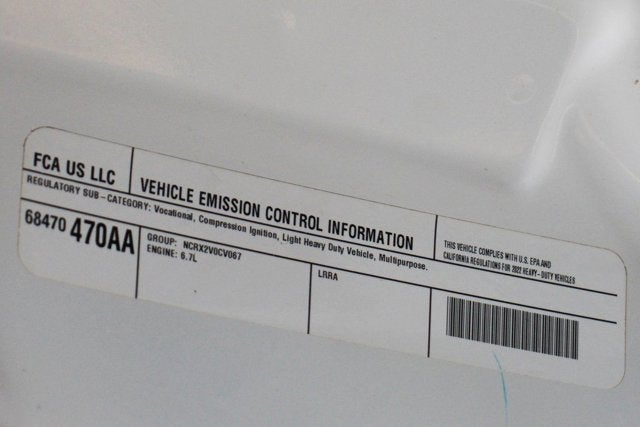 FCA US LLC
VEHICLE EMISSION CONTROL INFORMATION
THIS VEHICLE COMPLIES WITH U.S. EPA AND
CALIFORNIA REGULATIONS FOR 2022 HEAVY-DUTY VEHICLES
REGULATORY SUB-CATEGORY: Vocational, Compression Ignition, Light Heavy Duty Vehicle, Multipurpose.
68470 470AA
GROUP: NCRX2VOCV067
ENGINE: 6.7L
LRRA